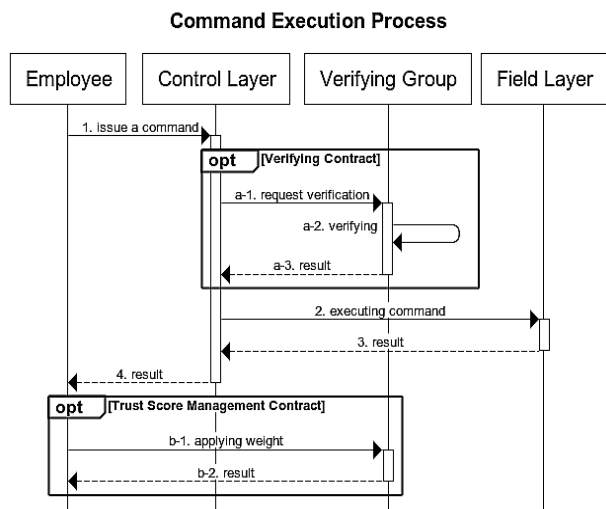 Command Execution Process
Employee
Control Layer
Verifying Group
Field Layer
1. issue a command
opt
[Verifying Contract]
a-1. request verification
a-2. verifying
a-3. result
2. executing command
3. result
4. result
opt
[Trust Score Management Contract]
b-1. applying weight
b-2. result